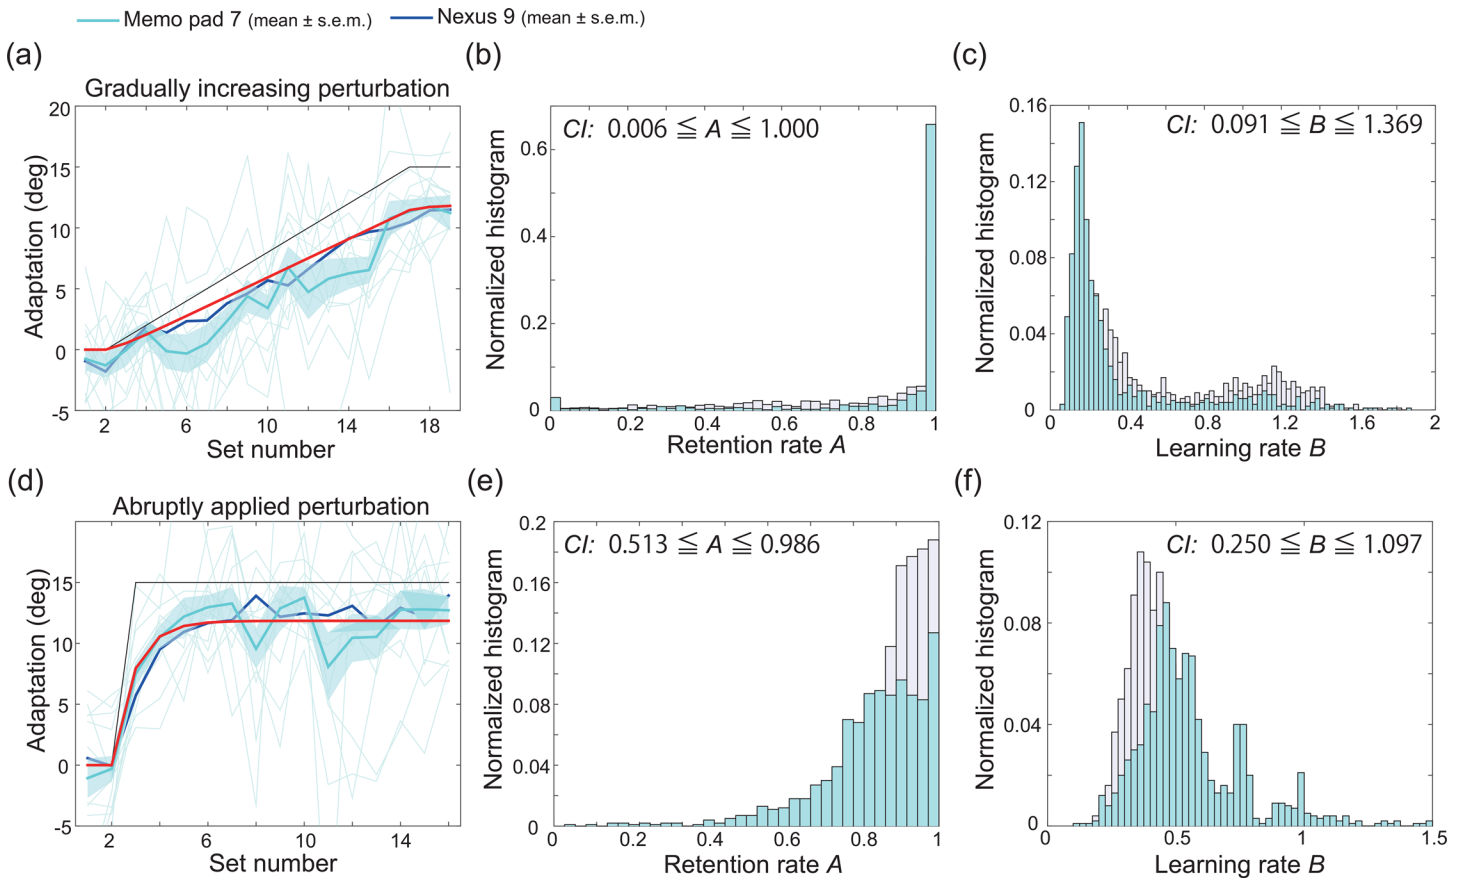 Memo pad 7 (mean ± s.e.m.) Nexus 9 (mean ± s.e.m.)
(a)
Gradually increasing perturbation
20
15
10
5
0
-5
Adaptation (deg)
2 6 10 14 18
Set number
(b)
CI: 0.006 ≦ A ≦ 1.000
0.6
0.4
0.2
0
Normalized histogram
0 0.2 0.4 0.6 0.8 1
Retention rate A
(c)
CI: 0.091 ≦ B ≦ 1.369
0.16
0.12
0.08
0.04
0
Normalized histogram
0 0.4 0.8 1.2 1.6 2
Learning rate B
(d)
Abruptly applied perturbation
15
10
5
0
-5
Adaptation (deg)
2 6 10 14
Set number
(e)
CI: 0.513 ≦ A ≦ 0.986
0.2
0.16
0.12
0.08
0.04
0
Normalized histogram
0 0.2 0.4 0.6 0.8 1
Retention rate A
(f)
CI: 0.250 ≦ B ≦ 1.097
0.12
0.08
0.04
0
Normalized histogram
0 0.5 1 1.5
Learning rate B